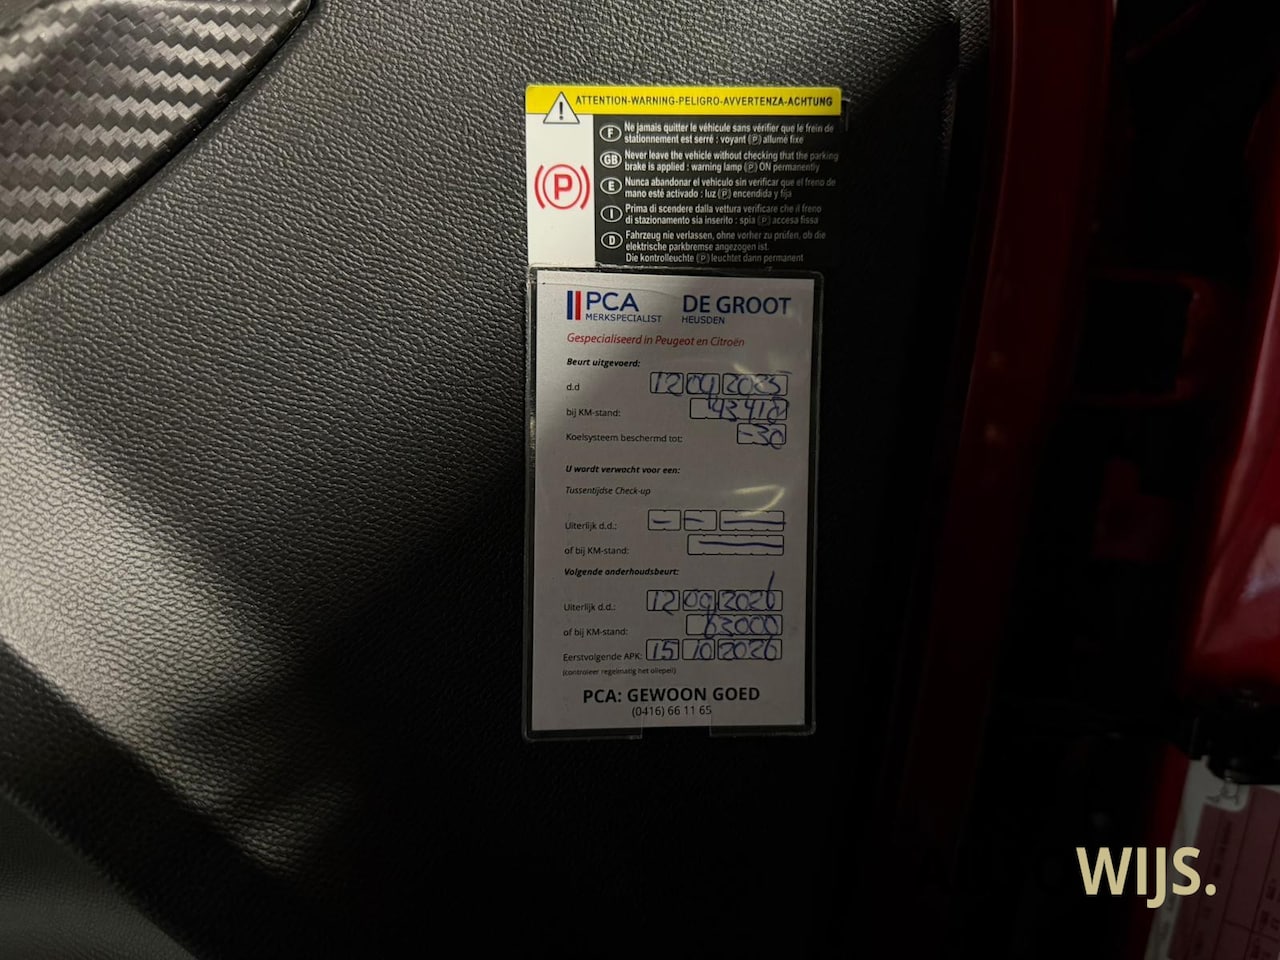 ATTENTION-WARNING-PELIGRO-AVVERTENZA-ACHTUNG
F Ne jamais quitter le véhicule sans vérifier que le frein de
stationnement est serré : voyant (P) allumé fixe
GB Never leave the vehicle without checking that the parking
brake is applied : warning lamp (P) ON permanently
E Nunca abandonar el vehiculo sin verificar que el freno de
mano esté activado : luz (P) encendida y fija
I Prima di scendere dalla vettura verificare che il freno
di stazionamento sia inserito : spia (P) accesa fissa
D Fahrzeug nie verlassen, ohne vorher zu prüfen, ob die
elektrische parkbremse angezogen ist.
Die kontrolleuchte (P) leuchtet dann permanent
(P)
PCA DE GROOT
MERKSPECIALIST HEUSDEN
Gespecialiseerd in Peugeot en Citroën
Beurt uitgevoerd:
d.d 12 09 2025
bij KM-stand: 43418
Koelsysteem beschermd tot: -30
U wordt verwacht voor een:
Tussentijdse Check-up
Uiterlijk d.d.: - - -
of bij KM-stand: -
Volgende onderhoudsbeurt:
Uiterlijk d.d.: 12 09 2026
of bij KM-stand: 63000
Eerstvolgende APK: 15 10 2026
(controleer regelmatig het oliepeil)
PCA: GEWOON GOED
(0416) 66 11 65
WIJS.